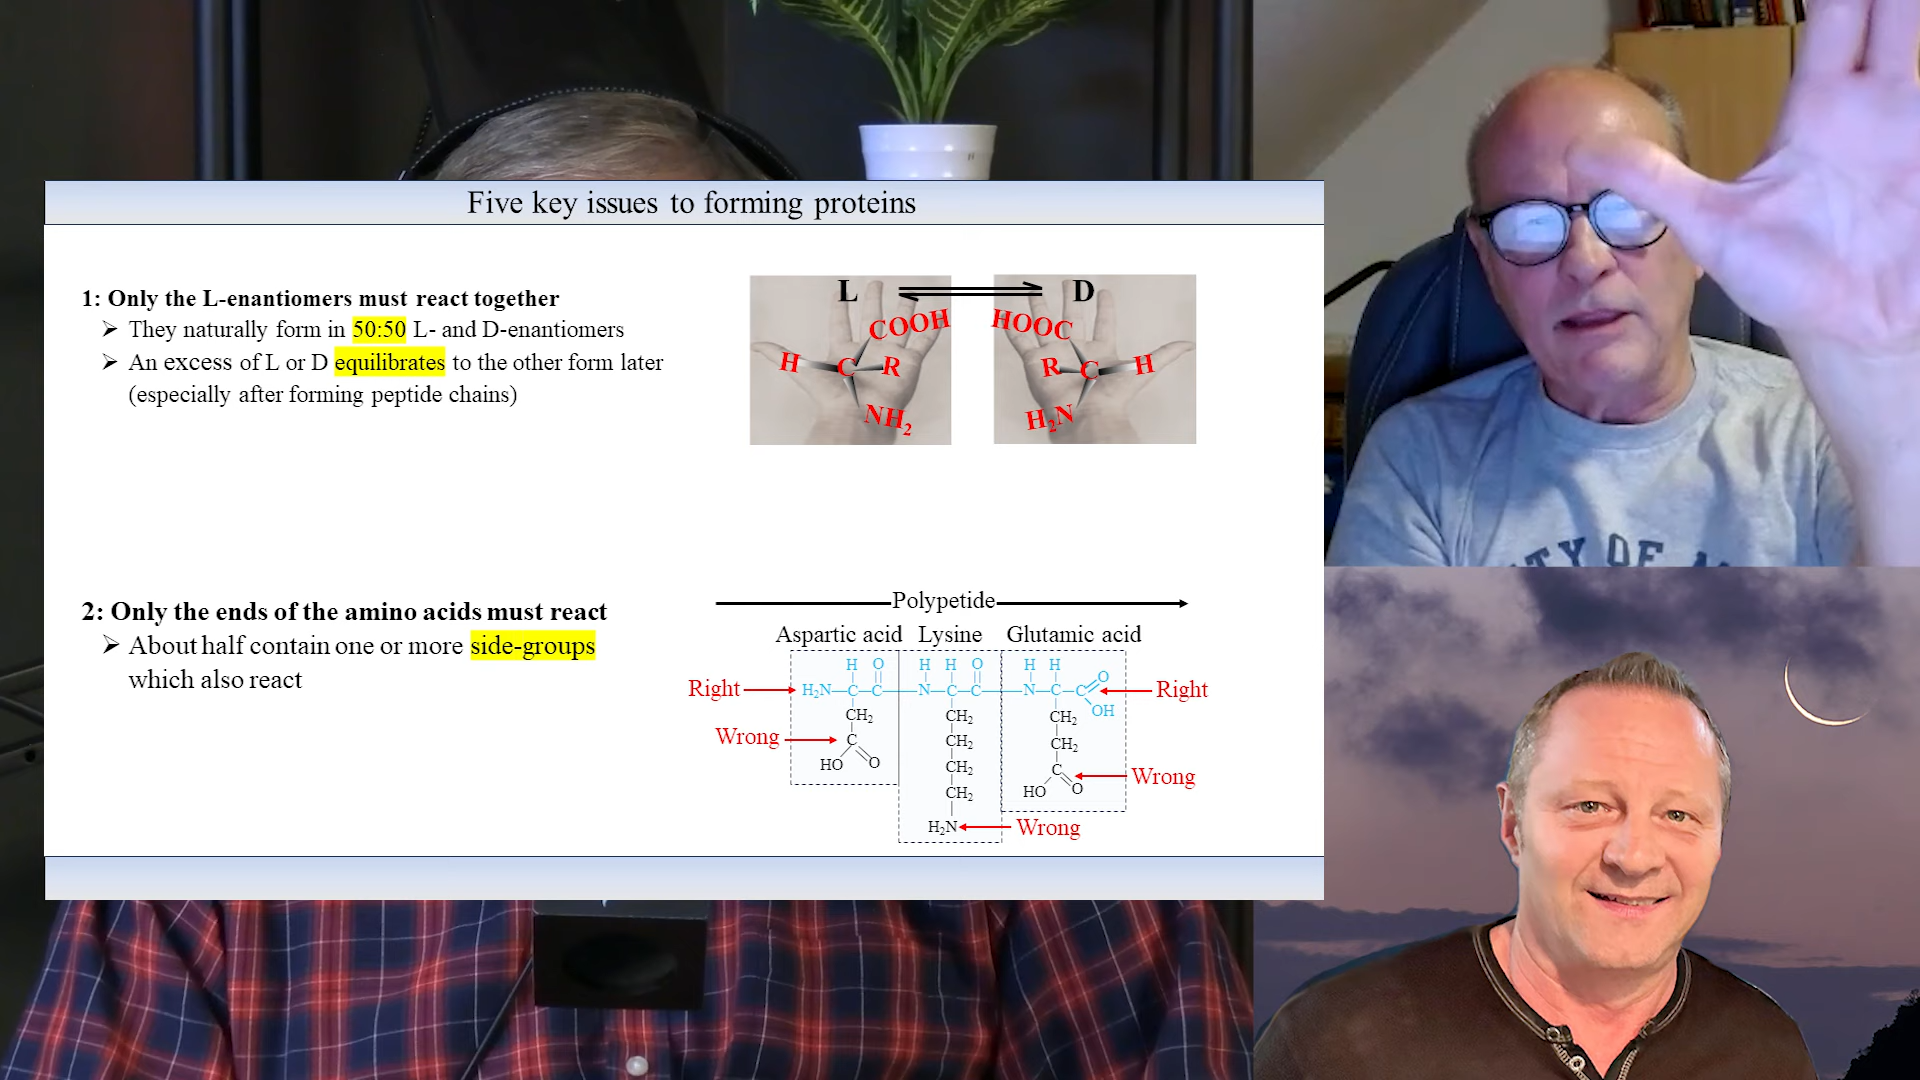 Five key issues to forming proteins
1: Only the L-enantiomers must react together
➢ They naturally form in 50:50 L- and D-enantiomers
➢ An excess of L or D equilibrates to the other form later
(especially after forming peptide chains)
L D
COOH HOOC
H C R R C H
NH₂ H₂N
2: Only the ends of the amino acids must react
➢ About half contain one or more side-groups
which also react
Polypetide
Aspartic acid Lysine Glutamic acid
H O H H O H H O
Right H₂N C C N C C N C C Right
OH
CH₂ CH₂ CH₂
Wrong C CH₂ CH₂
HO O CH₂ C Wrong
CH₂ HO O
H₂N Wrong
TY OF